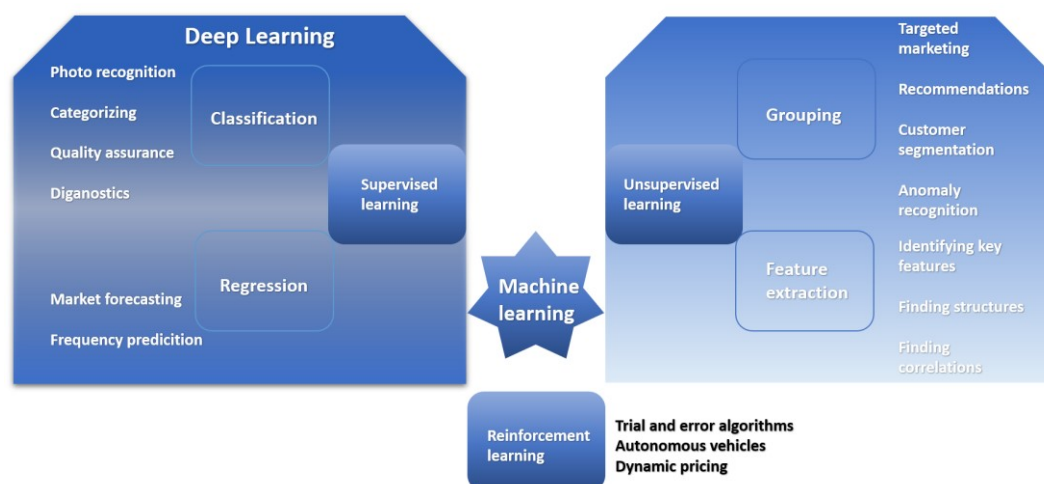 Deep Learning
Photo recognition
Categorizing
Quality assurance
Diganostics
Classification
Supervised
learning
Regression
Market forecasting
Frequency predicition
Machine
learning
Unsupervised
learning
Grouping
Targeted
marketing
Recommendations
Customer
segmentation
Anomaly
recognition
Feature
extraction
Identifying key
features
Finding structures
Finding
correlations
Reinforcement
learning
Trial and error algorithms
Autonomous vehicles
Dynamic pricing